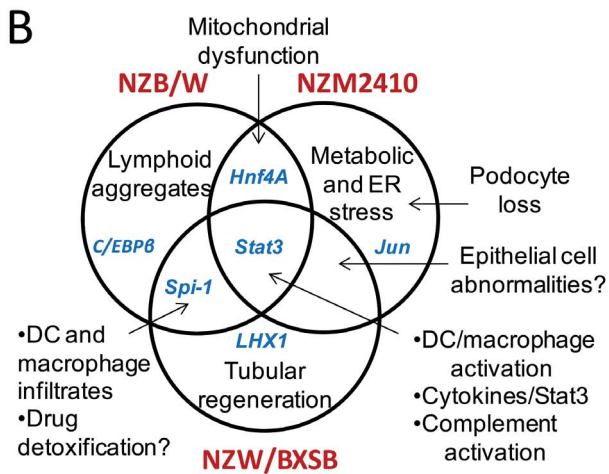 B
Mitochondrial
dysfunction
NZB/W
NZM2410
Lymphoid
aggregates
Hnf4A
Metabolic
and ER
stress
Podocyte
loss
C/EBPβ
Stat3
Jun
Epithelial cell
abnormalities?
Spi-1
•DC and
macrophage
infiltrates
•Drug
detoxification?
LHX1
Tubular
regeneration
•DC/macrophage
activation
•Cytokines/Stat3
•Complement
activation
NZW/BXSB